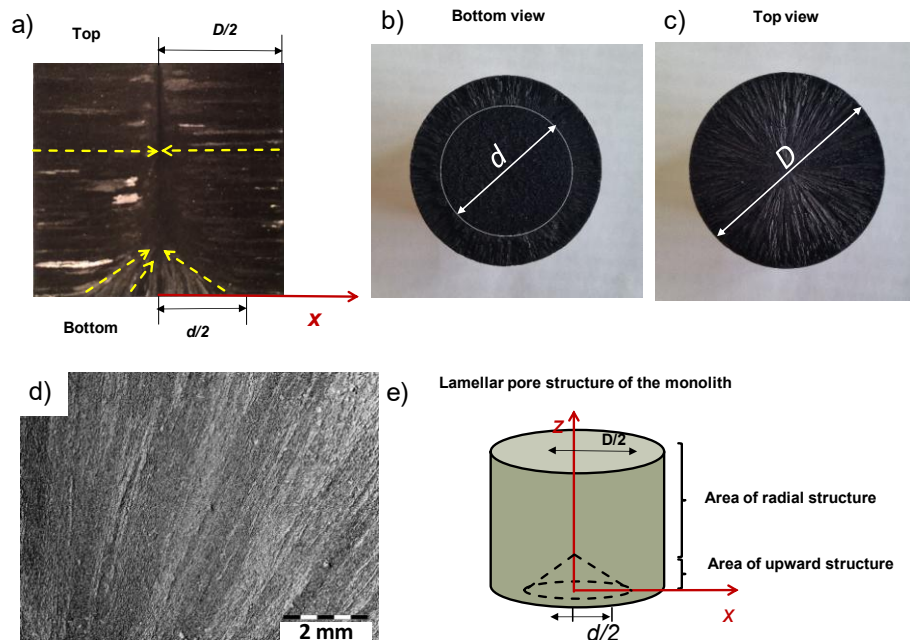 a)
Top
D/2
Bottom
d/2
x
b)
Bottom view
d
c)
Top view
D
d)
2 mm
e)
Lamellar pore structure of the monolith
z
D/2
Area of radial structure
Area of upward structure
x
d/2